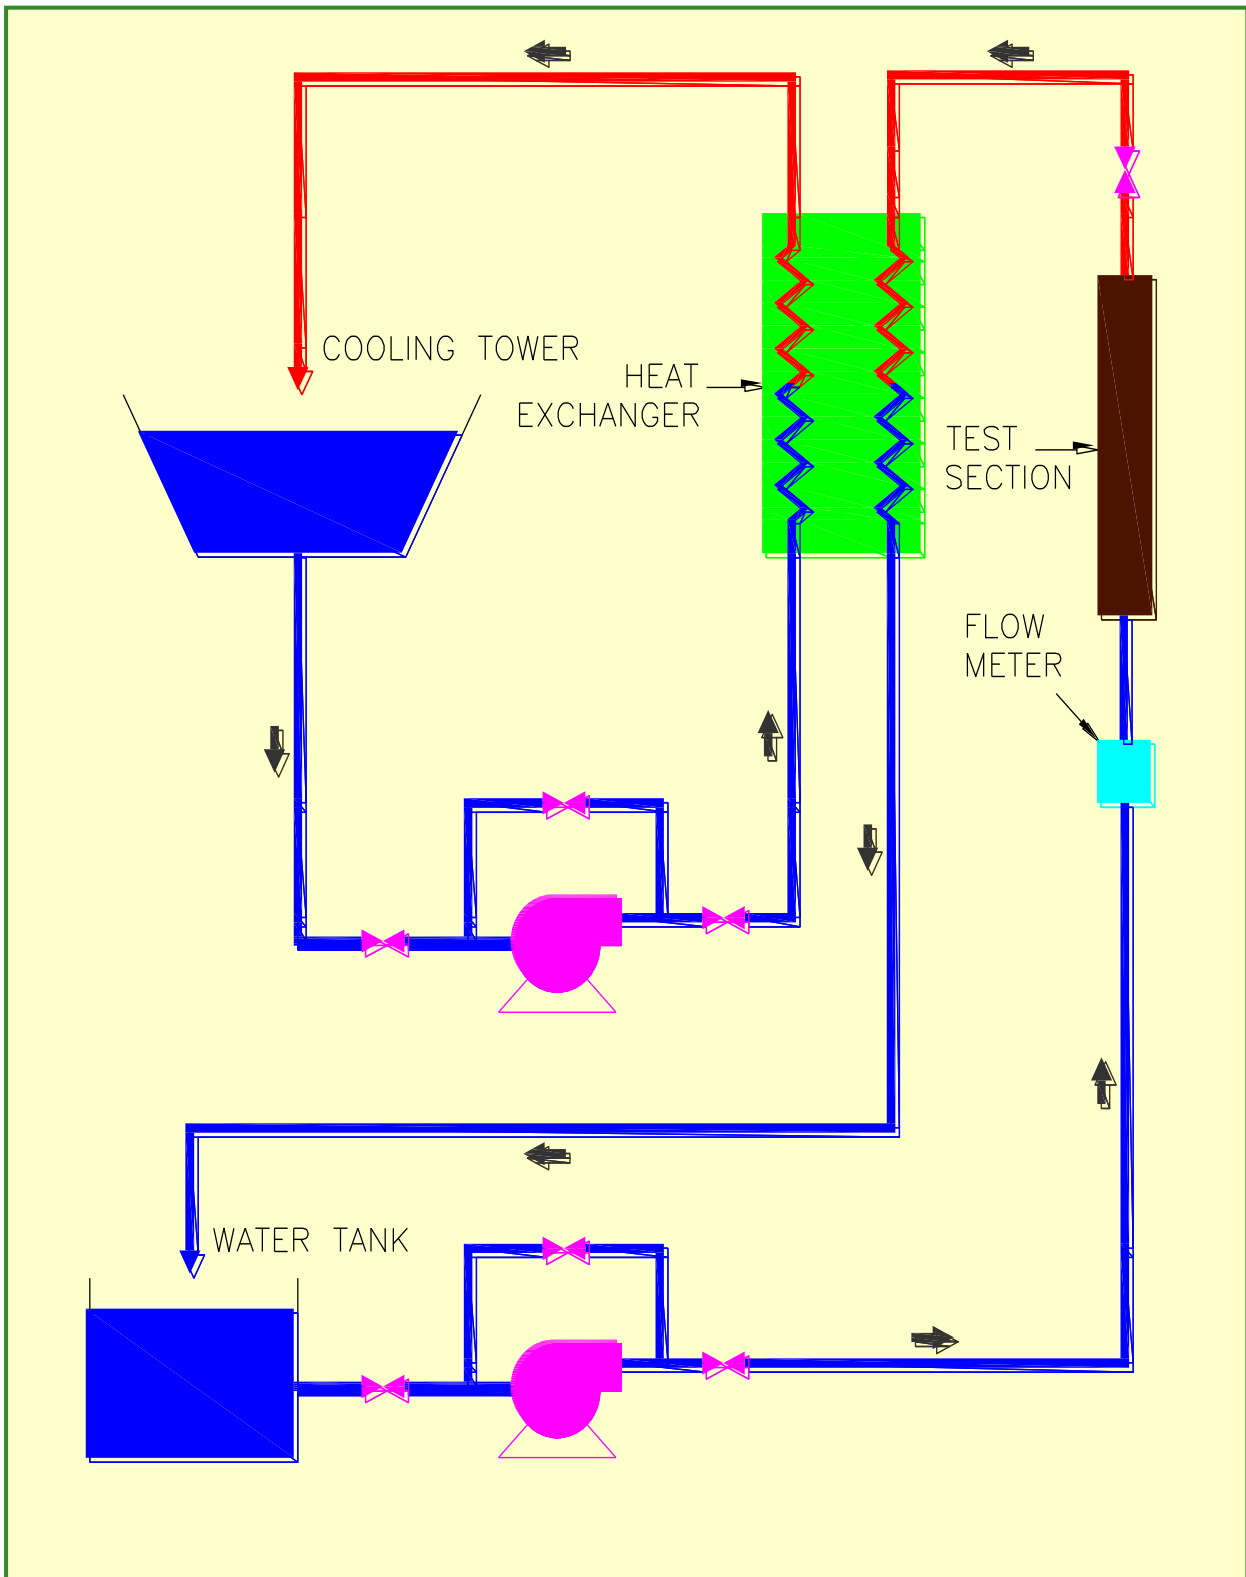 COOLING TOWER
HEAT
EXCHANGER
TEST
SECTION
FLOW
METER
WATER TANK